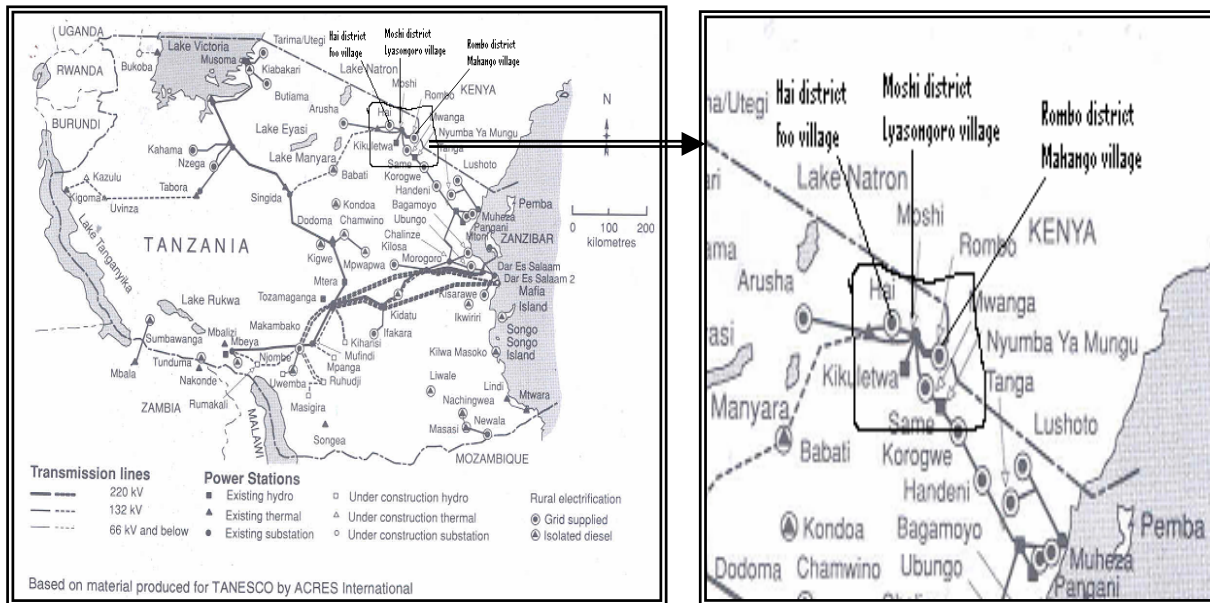 UGANDA
Lake Victoria
Musoma
Tarima/Utegi
Hai district
Foo village
Moshi district
Lyasongoro village
Rombo district
Mahango village
Bukoba
RWANDA
Kiabakari
Butiama
Lake Natron
Moshi
Rombo
KENYA
N
BURUNDI
Arusha
Hai
Mwanga
Nyumba Ya Mungu
Tanga
Lake Eyasi
Kikuletwa
Lake Manyara
Same
Lushoto
Kahama
Nzega
Babati
Korogwe
Handeni
Kazulu
Kigoma
Uvinza
Tabora
Singida
Kondoa
Bagamoyo
Ubungo
Muheza
Pangani
Pemba
0 100 200
kilometres
Lake Tanganyika
TANZANIA
Dodoma
Chamwino
Chalinze
Kilosa
Mtoni
ZANZIBAR
Kigwe
Mpwapwa
Morogoro
Dar Es Salaam
Dar Es Salaam 2
Mtera
Kisarawe
Mafia
Island
Tozamaganga
Lake Rukwa
Makambako
Kidatu
Ikwiriri
Songo
Songo
Island
Sumbawanga
Mbalizi
Mbeya
Ifakara
Kihansi
Mufindi
Kilwa Masoko
Tunduma
Njombe
Mpanga
Mbala
Nakonde
Uwemba
Ruhudji
Liwale
Lindi
ZAMBIA
Rumakali
Masigira
Nachingwea
Mtwara
MALAWI
Songea
Masasi
Newala
MOZAMBIQUE
Transmission lines
220 kV
132 kV
66 kV and below
Power Stations
Existing hydro
Existing thermal
Existing substation
Under construction hydro
Under construction thermal
Under construction substation
Rural electrification
Grid supplied
Isolated diesel
Based on material produced for TANESCO by ACRES International
ma/Utegi
Hai district
Foo village
Moshi district
Lyasongoro village
Rombo district
Mahango village
ari
Lake Natron
Moshi
KENYA
ama
Rombo
Arusha
Hai
Mwanga
yasi
Nyumba Ya Mungu
Kikuletwa
Tanga
Manyara
Same
Lushoto
Babati
Korogwe
Handeni
Kondoa
Bagamoyo
Pemba
Dodoma
Chamwino
Ubungo
Muheza
Pangani